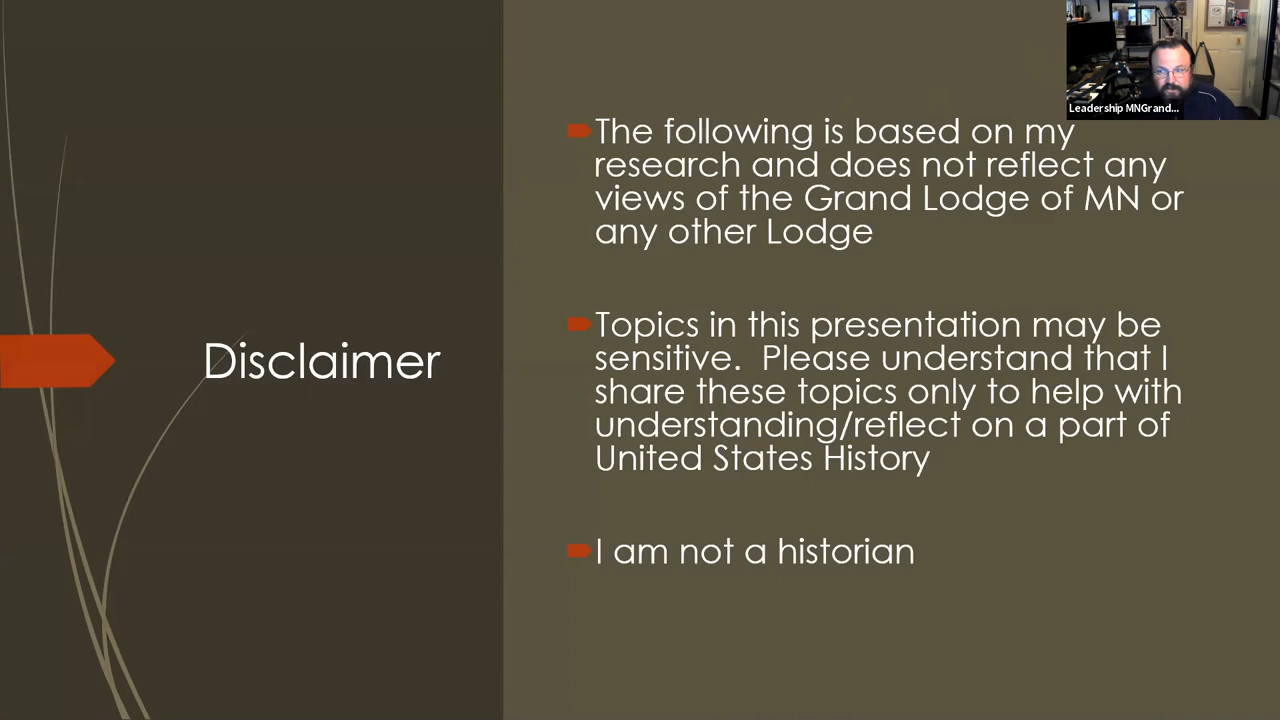 Leadership MNGrand...
The following is based on my
research and does not reflect any
views of the Grand Lodge of MN or
any other Lodge
Topics in this presentation may be
sensitive.  Please understand that I
share these topics only to help with
understanding/reflect on a part of
United States History
I am not a historian
Disclaimer